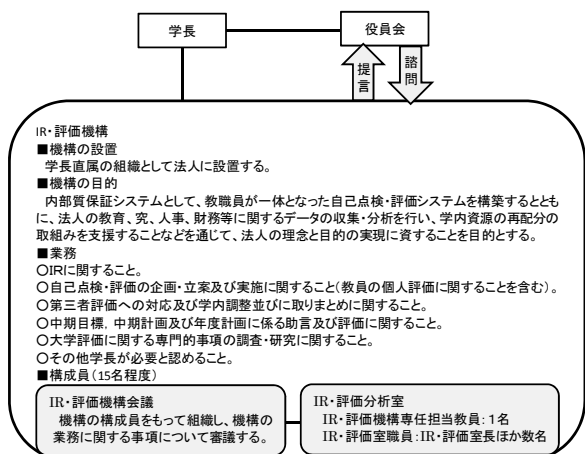 学長
役員会
提言
諮問
IR・評価機構
■機構の設置
学長直属の組織として法人に設置する。
■機構の目的
内部質保証システムとして、教職員が一体となった自己点検・評価システムを構築するととも
に、法人の教育、究、人事、財務等に関するデータの収集・分析を行い、学内資源の再配分の
取組みを支援することなどを通じて、法人の理念と目的の実現に資することを目的とする。
■業務
○IRに関すること。
○自己点検・評価の企画・立案及び実施に関すること(教員の個人評価に関することを含む)。
○第三者評価への対応及び学内調整並びに取りまとめに関すること。
○中期目標，中期計画及び年度計画に係る助言及び評価に関すること。
○大学評価に関する専門的事項の調査・研究に関すること。
○その他学長が必要と認めること。
■構成員(15名程度)
IR・評価機構会議
機構の構成員をもって組織し、機構の
業務に関する事項について審議する。
IR・評価分析室
IR・評価機構専任担当教員:1名
IR・評価室職員:IR・評価室長ほか数名